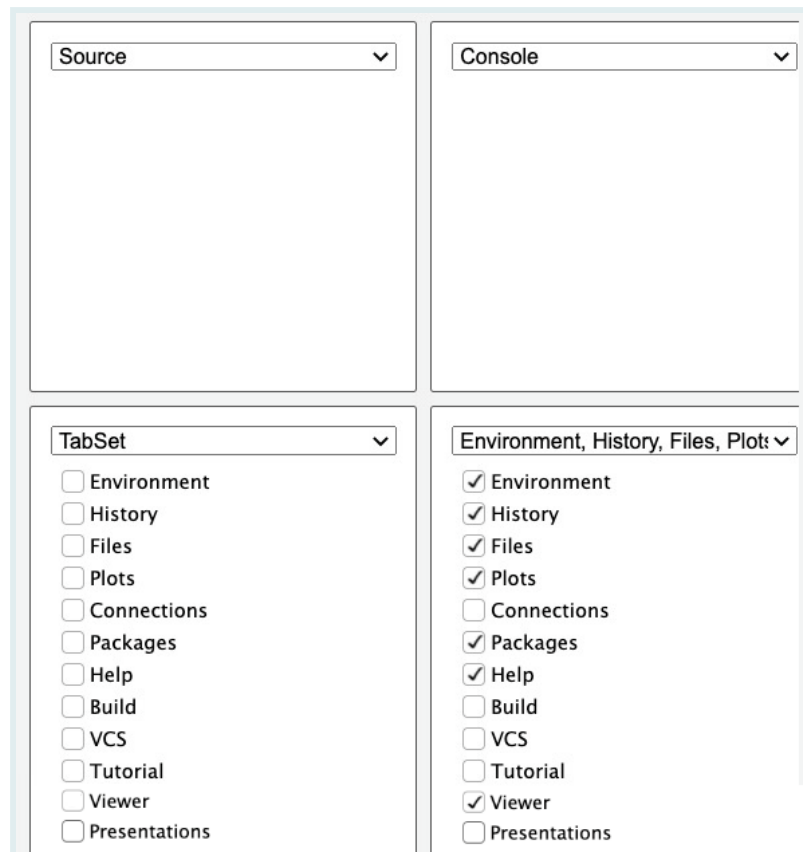 Source
Console
TabSet
Environment
History
Files
Plots
Connections
Packages
Help
Build
VCS
Tutorial
Viewer
Presentations
Environment, History, Files, Plots
Environment
History
Files
Plots
Connections
Packages
Help
Build
VCS
Tutorial
Viewer
Presentations